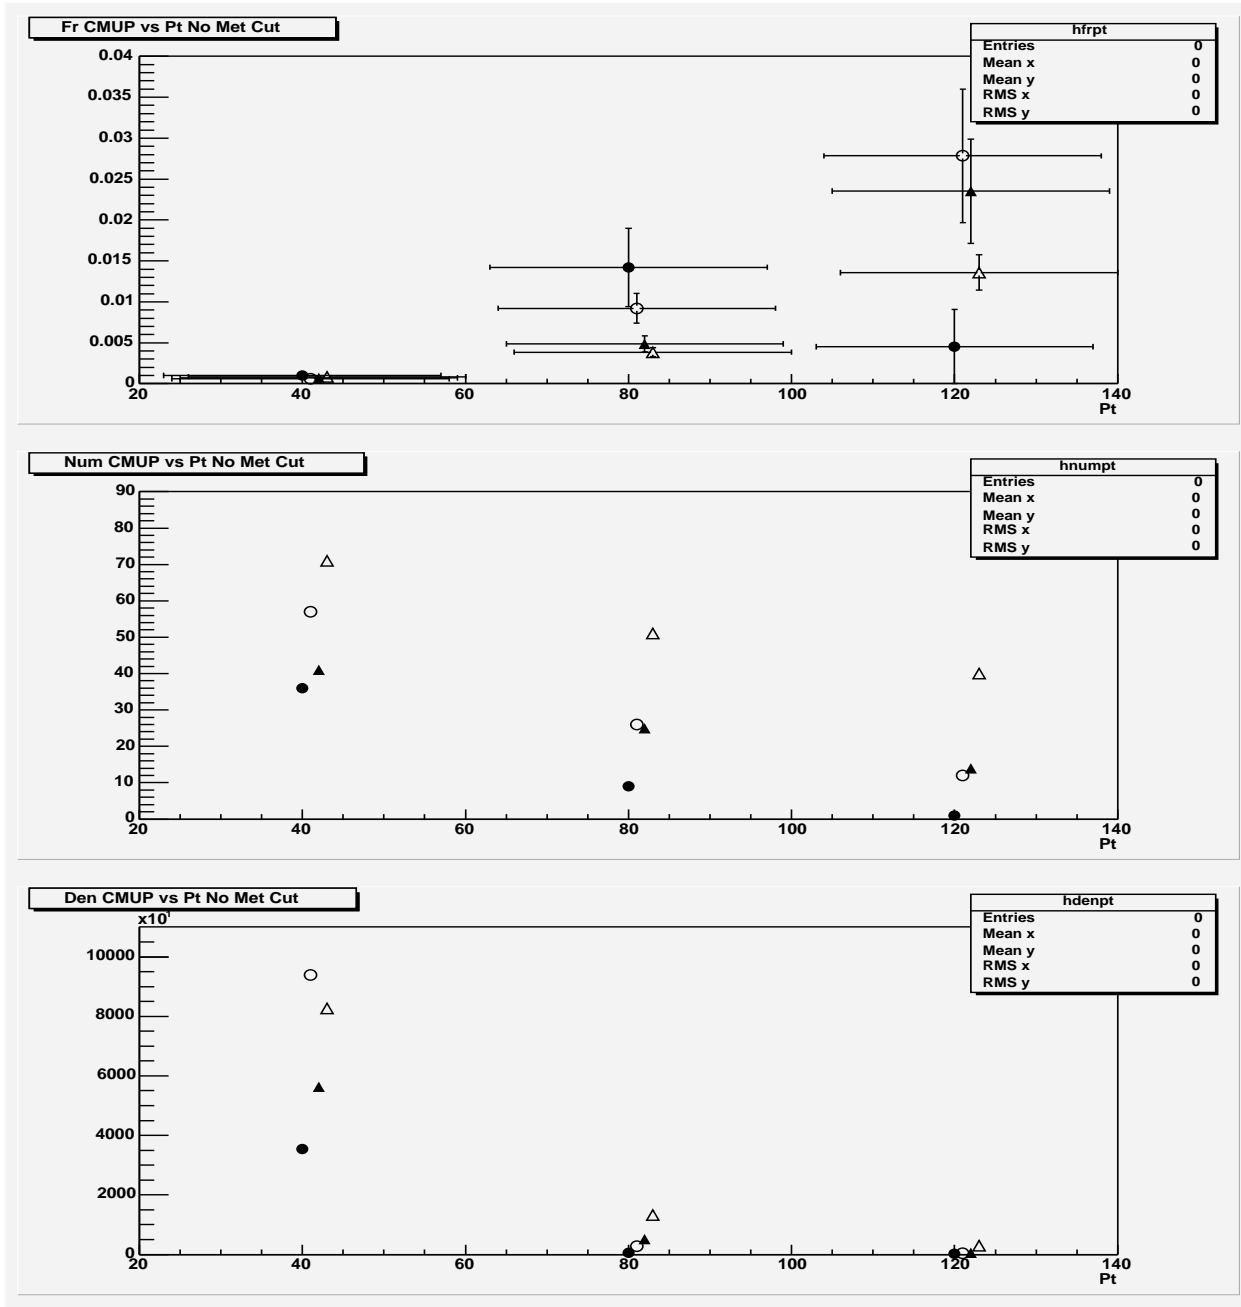 Fr CMUP vs Pt No Met Cut
hfrpt
Entries 0
Mean x 0
Mean y 0
RMS x 0
RMS y 0
0.04
0.035
0.03
0.025
0.02
0.015
0.01
0.005
0
20 40 60 80 100 120 140
Pt
Num CMUP vs Pt No Met Cut
hnumpt
Entries 0
Mean x 0
Mean y 0
RMS x 0
RMS y 0
90
80
70
60
50
40
30
20
10
0
20 40 60 80 100 120 140
Pt
Den CMUP vs Pt No Met Cut
hdenpt
Entries 0
Mean x 0
Mean y 0
RMS x 0
RMS y 0
x10
10000
8000
6000
4000
2000
0
20 40 60 80 100 120 140
Pt